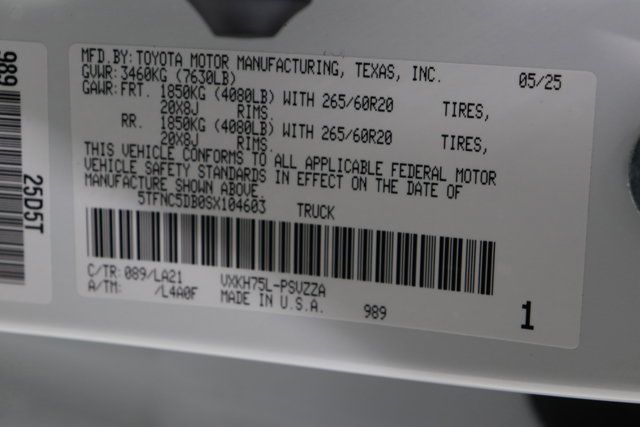 MFD.BY: TOYOTA MOTOR MANUFACTURING, TEXAS, INC. 05/25
GVWR: 3460KG (7630LB)
GAWR: FRT. 1850KG (4080LB) WITH 265/60R20 TIRES,
20X8J RIMS.
RR. 1850KG (4080LB) WITH 265/60R20 TIRES,
20X8J RIMS.
THIS VEHICLE CONFORMS TO ALL APPLICABLE FEDERAL MOTOR
VEHICLE SAFETY STANDARDS IN EFFECT ON THE DATE OF
MANUFACTURE SHOWN ABOVE.
5TFNC5DB0SX104603 TRUCK
C/TR: 089/LA21 VXKH75L-PSVZZA
A/TM: /L4A0F MADE IN U.S.A. 989 1
989
25D5T